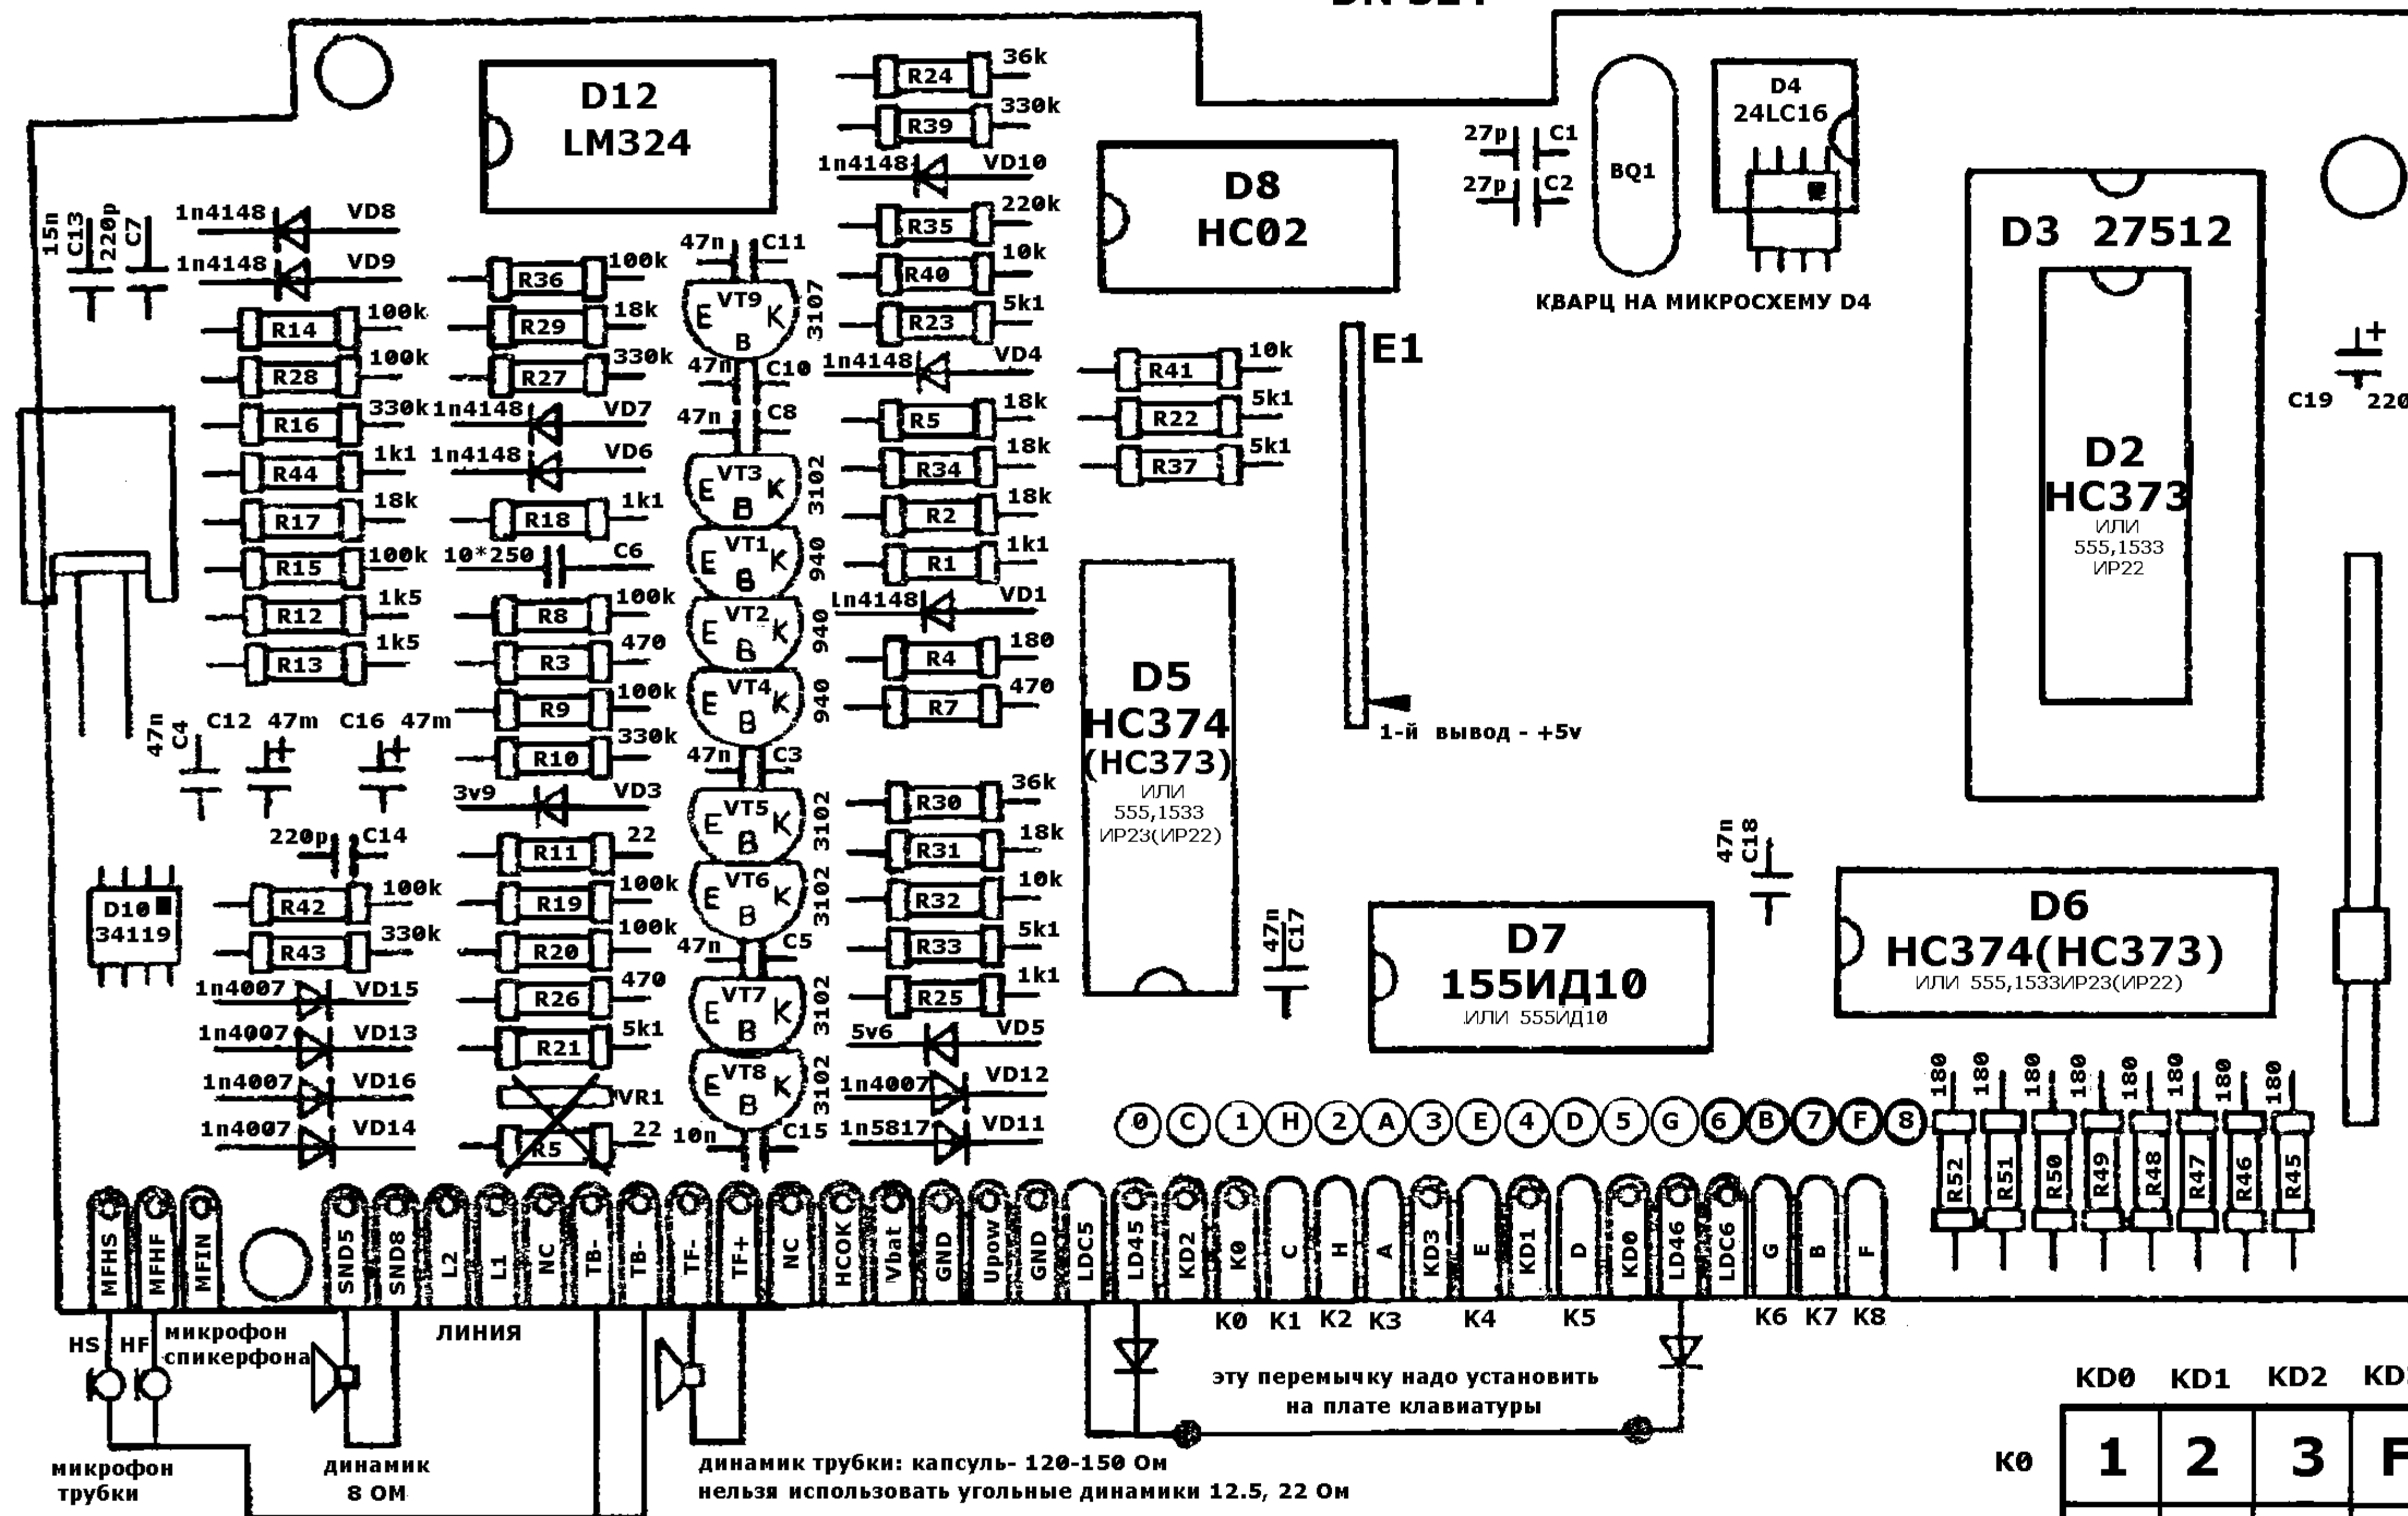 D12
LM324
R24 36k
R39 330k
1n4148 VD10
R35 220k
R40 10k
R23 5k1
1n4148 VD4
R5 18k
R34 18k
R2 18k
R1 1k1
1n4148 VD1
R4 180
R7 470
R30 36k
R31 18k
R32 10k
R33 5k1
R25 1k1
5v6 VD5
1n4007 VD12
1n5817 VD11
15n
C13
220p
C7
1n4148 VD8
1n4148 VD9
R14 100k
R28 100k
R16 330k
R44 1k1
R17 18k
R15 100k
R12 1k5
R13 1k5
47n
C4
C12 47m
C16 47m
220p C14
D10
34119
R42 100k
R43 330k
1n4007 VD15
1n4007 VD13
1n4007 VD16
1n4007 VD14
R36 100k
R29 18k
R27 330k
1n4148 VD7
1n4148 VD6
R18 1k1
10*250 C6
R8 100k
R3 470
R9 100k
R10 330k
3v9 VD3
R11 22
R19 100k
R20 100k
R26 470
R21 5k1
VR1
R5 22
47n C11
VT9
E B K
3107
47n C10
47n C8
VT3
E B K
3102
VT1
E B K
940
VT2
E B K
940
VT4
E B K
940
47n C3
VT5
E B K
3102
VT6
E B K
3102
47n C5
VT7
E B K
3102
VT8
E B K
3102
10n C15
D8
HC02
R41 10k
R22 5k1
R37 5k1
27p C1
27p C2
BQ1
D4
24LC16
КВАРЦ НА МИКРОСХЕМУ D4
E1
1-й вывод - +5v
D3 27512
D2
HC373
ИЛИ
555,1533
ИР22
C19 220
D5
HC374
(HC373)
ИЛИ
555,1533
ИР23(ИР22)
47n
C17
47n
C18
D7
155ИД10
ИЛИ 555ИД10
D6
HC374(HC373)
ИЛИ 555,1533ИР23(ИР22)
180 180 180 180 180 180 180 180
R52 R51 R50 R49 R48 R47 R46 R45
0 C 1 H 2 A 3 E 4 D 5 G 6 B 7 F 8
MFHS MFHF MFIN SND5 SND8 L2 L1 NC TB- TB- TF- TF+ NC HCOK Vbat GND Upow GND LDC5 LD45 KD2 K0 C H A KD3 E KD1 D KD0 LD46 LDC6 G B F
K0 K1 K2 K3 K4 K5 K6 K7 K8
HS HF
микрофон
спикерфона
ЛИНИЯ
эту перемычку надо установить
на плате клавиатуры
микрофон
трубки
динамик
8 ОМ
динамик трубки: капсуль- 120-150 Ом
нельзя использовать угольные динамики 12.5, 22 Ом
KD0 KD1 KD2
K0 1 2 3 F